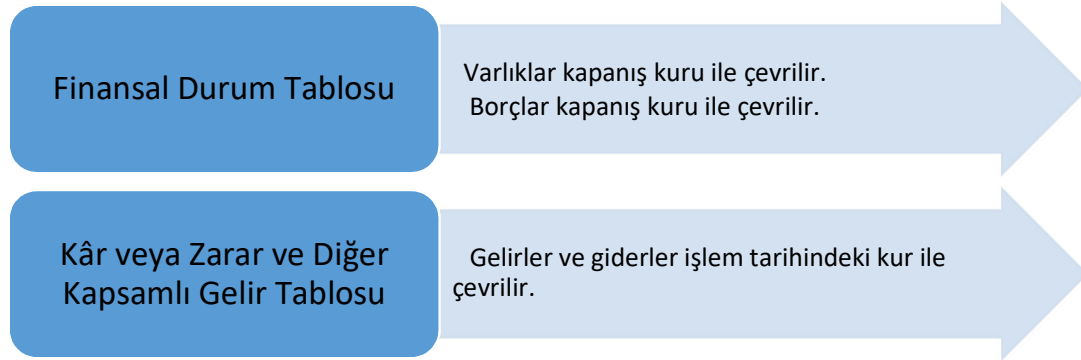 Finansal Durum Tablosu
Varlıklar kapanış kuru ile çevrilir.
Borçlar kapanış kuru ile çevrilir.
Kâr veya Zarar ve Diğer
Kapsamlı Gelir Tablosu
Gelirler ve giderler işlem tarihindeki kur ile
çevrilir.